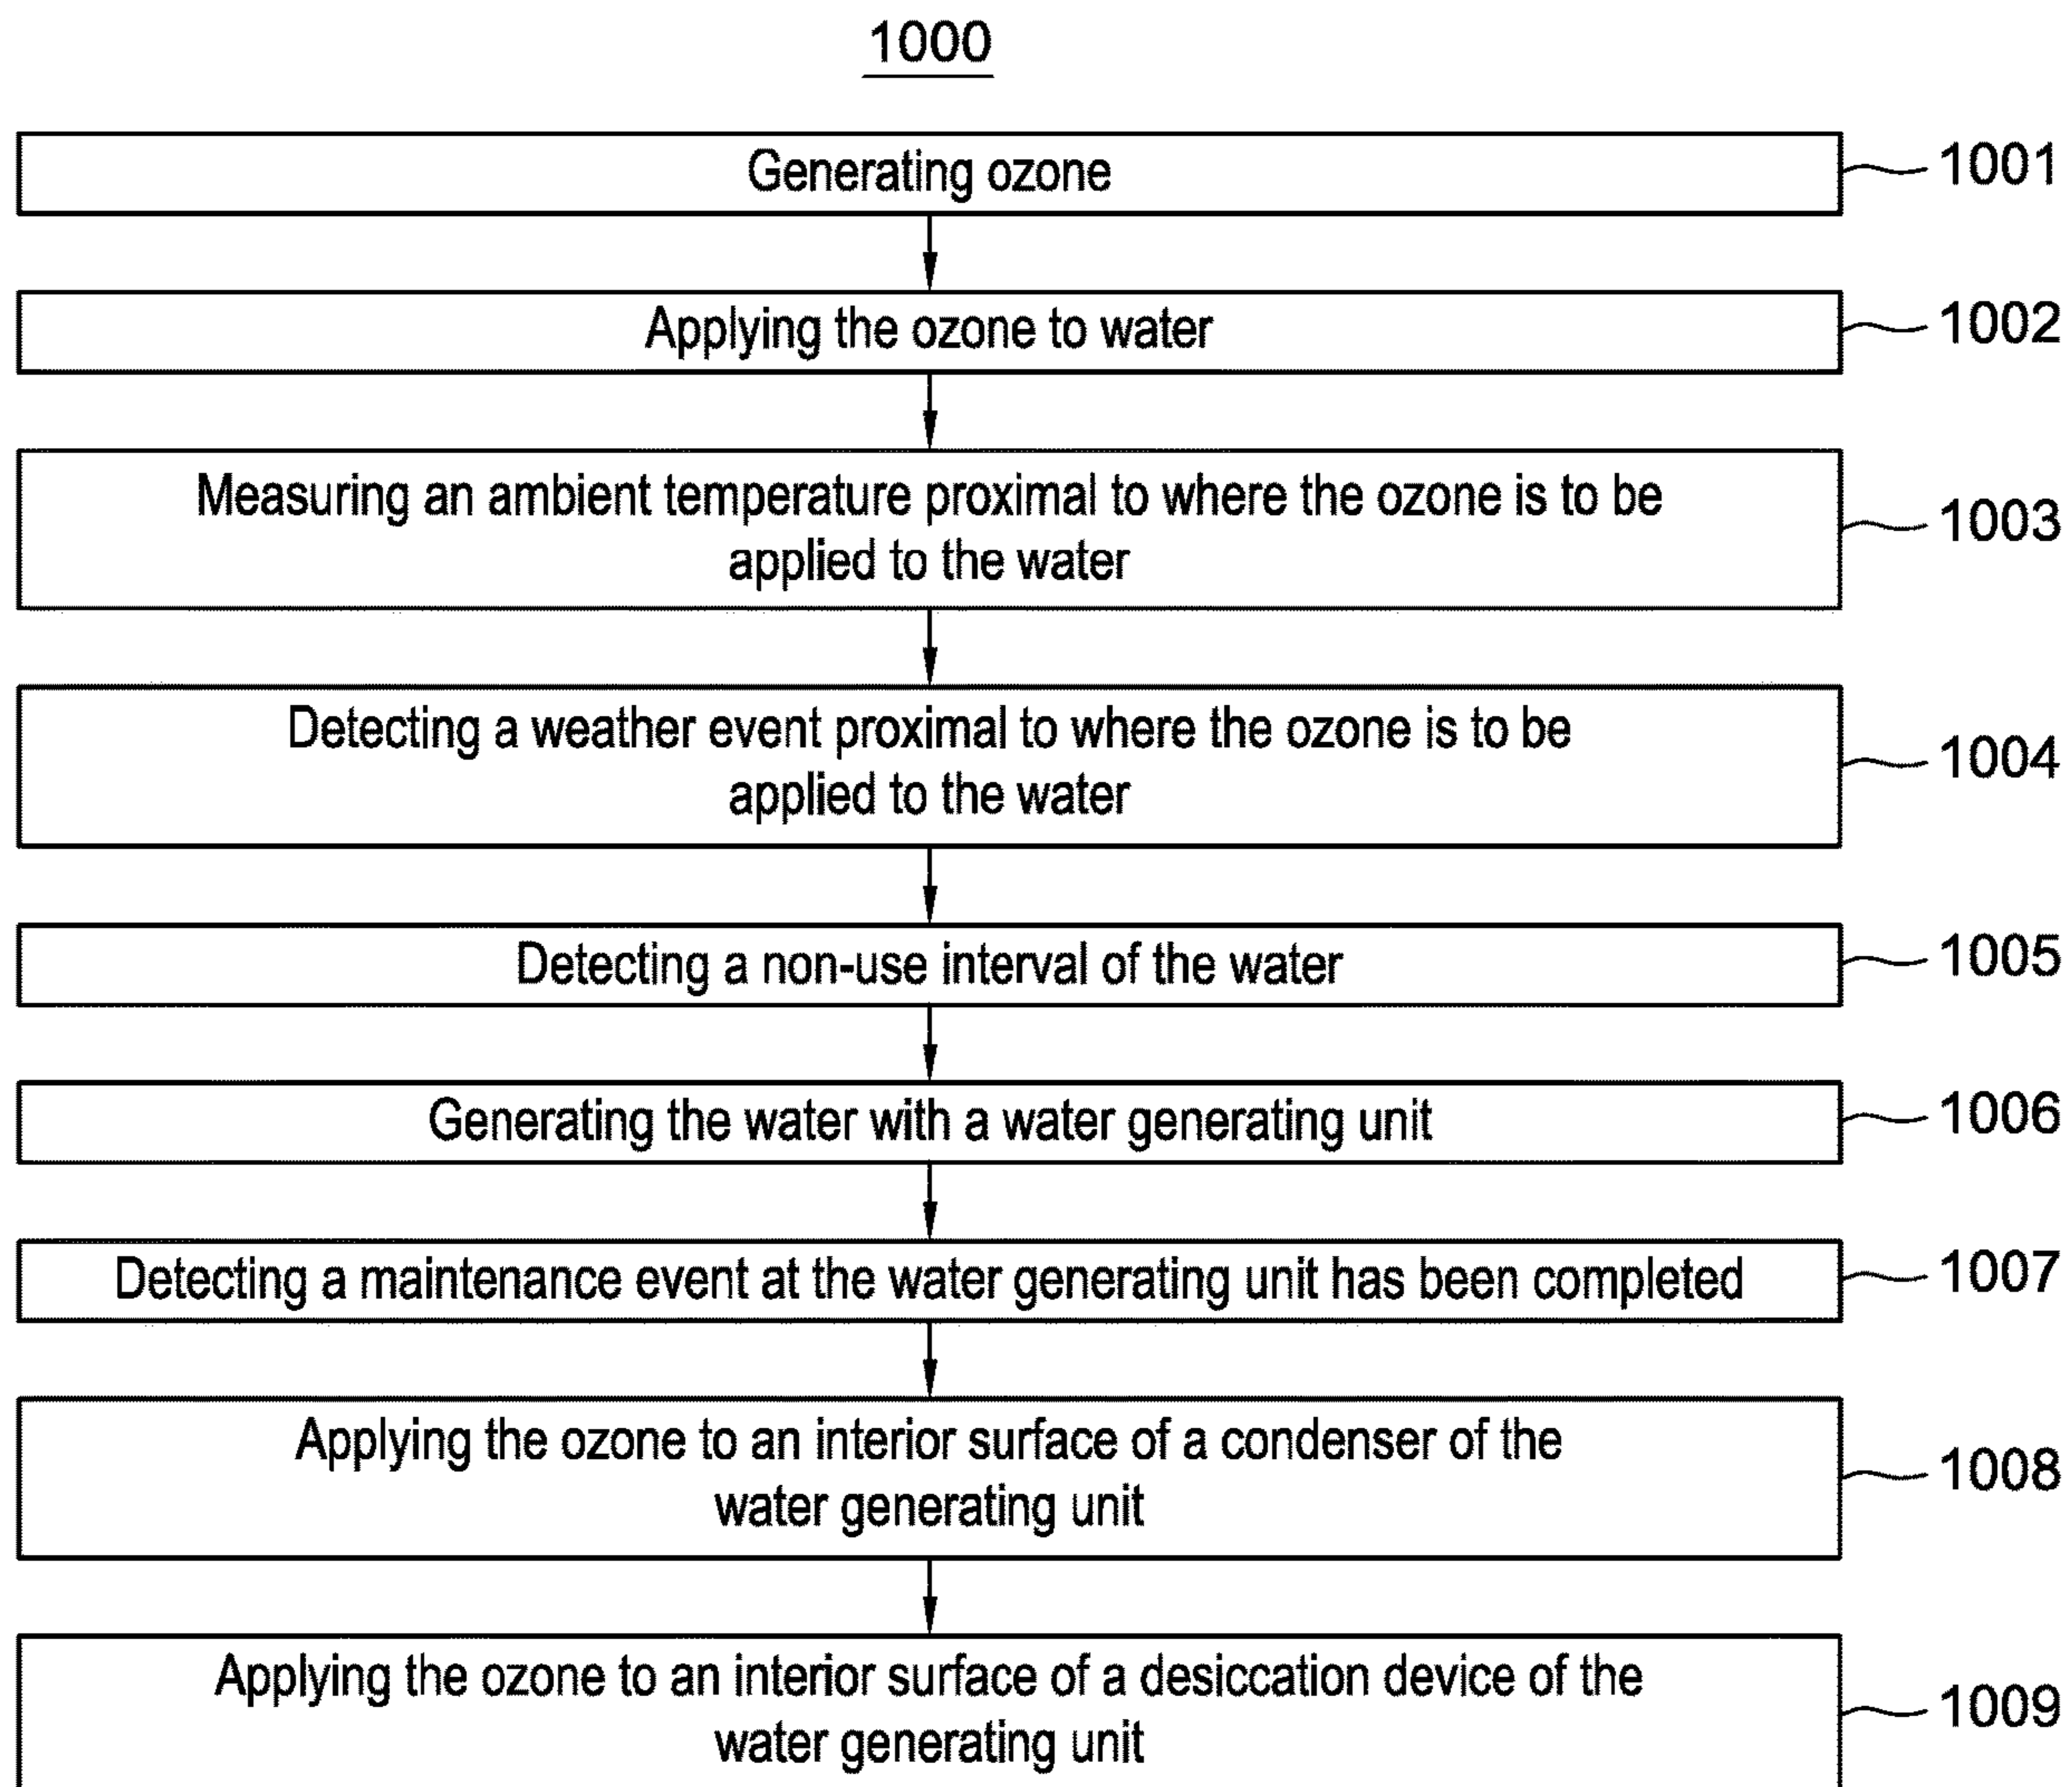 1000
Generating ozone
1001
Applying the ozone to water
1002
Measuring an ambient temperature proximal to where the ozone is to be
applied to the water
1003
Detecting a weather event proximal to where the ozone is to be
applied to the water
1004
Detecting a non-use interval of the water
1005
Generating the water with a water generating unit
1006
Detecting a maintenance event at the water generating unit has been completed
1007
Applying the ozone to an interior surface of a condenser of the
water generating unit
1008
Applying the ozone to an interior surface of a desiccation device of the
water generating unit
1009